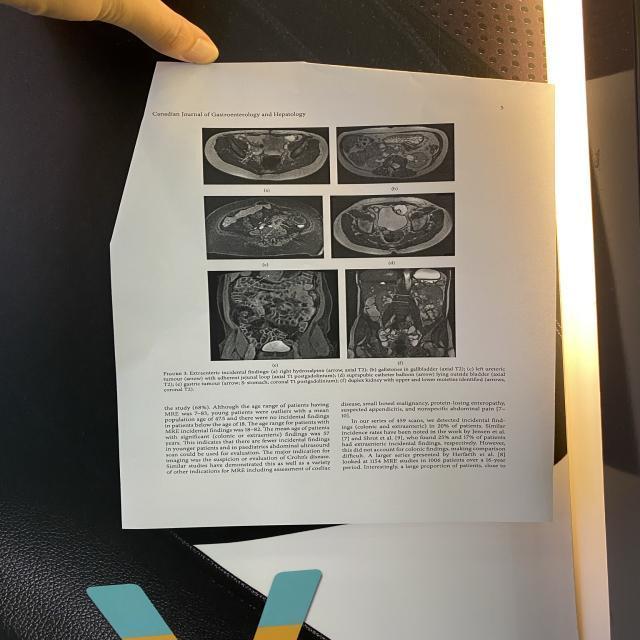 Canadian Journal of Gastroenterology and Hepatology
5
(a)
(b)
(c)
(d)
(e)
(f)
Figure 3: Extraenteric incidental findings: (a) right hydrosalpinx (arrow, axial T2); (b) gallstones in gallbladder (axial T2); (c) left ureteric
tumour (arrow) with adherent jejunal loop (axial T1 postgadolinium); (d) suprapubic catheter balloon (arrow) lying outside bladder (axial
T2); (e) gastric tumour (arrow; S: stomach; coronal T1 postgadolinium); (f) duplex kidney with upper and lower moieties identified (arrows,
coronal T2).
the study (68%). Although the age range of patients having
MRE was 7–85, young patients were outliers with a mean
population age of 47.5 and there were no incidental findings
in patients below the age of 18. The age range for patients with
MRE incidental findings was 18–82. The mean age of patients
with significant (colonic or extraenteric) findings was 57
years. This indicates that there are fewer incidental findings
in younger patients and in paediatrics abdominal ultrasound
scan could be used for evaluation. The major indication for
imaging was the suspicion or evaluation of Crohn's disease.
Similar studies have demonstrated this as well as a variety
of other indications for MRE including assessment of coeliac
disease, small bowel malignancy, protein-losing enteropathy,
suspected appendicitis, and nonspecific abdominal pain [7–
10].
In our series of 459 scans, we detected incidental find-
ings (colonic and extraenteric) in 20% of patients. Similar
incidence rates have been noted in the work by Jensen et al.
[7] and Shrot et al. [9], who found 25% and 17% of patients
had extraenteric incidental findings, respectively. However,
this did not account for colonic findings, making comparison
difficult. A larger series presented by Herfarth et al. [8]
looked at 1154 MRE studies in 1006 patients over a 16-year
period. Interestingly, a large proportion of patients, close to